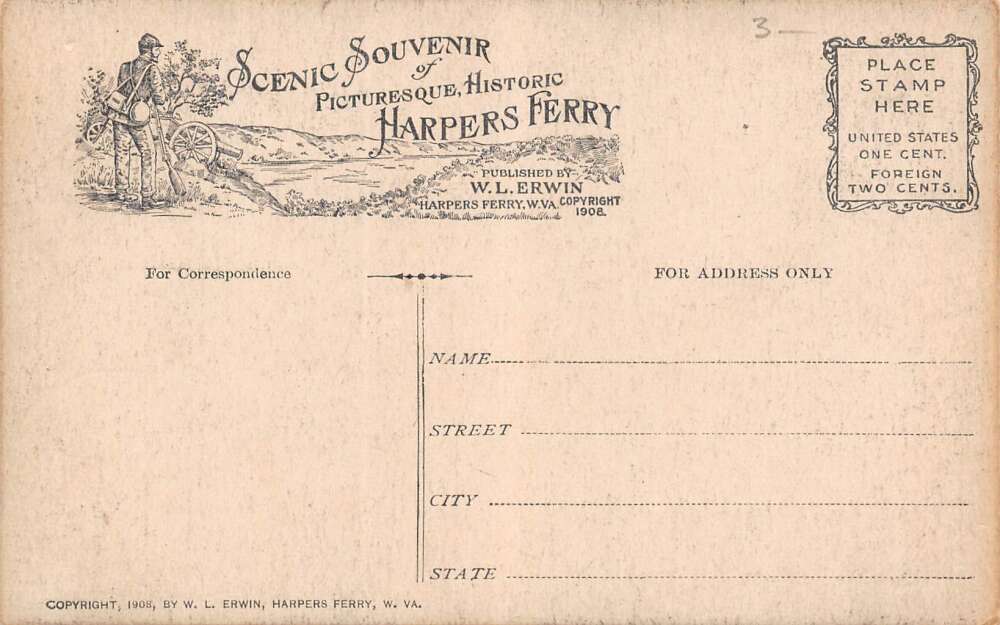 3-
SCENIC SOUVENIR
of
PICTURESQUE, HISTORIC
HARPERS FERRY
PUBLISHED BY
W. L. ERWIN
HARPERS FERRY, W. VA. COPYRIGHT
1908.
PLACE
STAMP
HERE
UNITED STATES
ONE CENT.
FOREIGN
TWO CENTS.
For Correspondence
FOR ADDRESS ONLY
NAME
STREET
CITY
STATE
COPYRIGHT, 1908, BY W. L. ERWIN, HARPERS FERRY, W. VA.